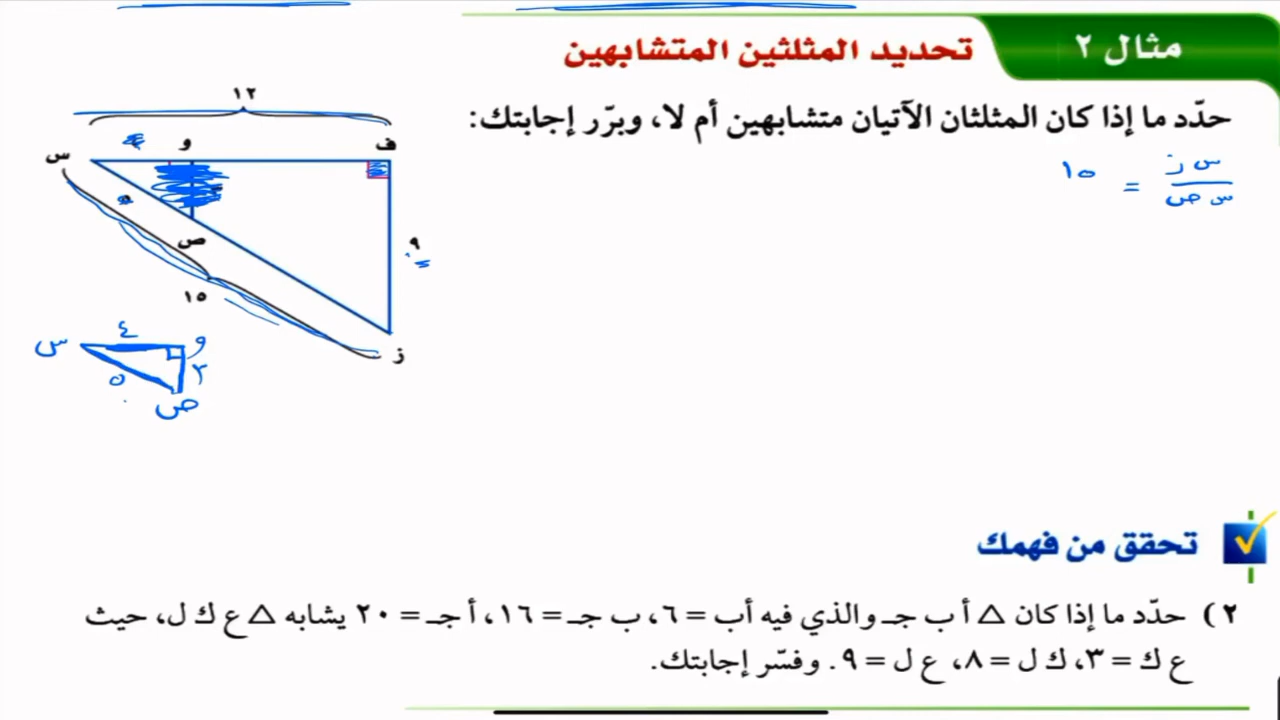 مثال ٢
تحديد المثلثين المتشابهين
حدّد ما إذا كان المثلثان الآتيان متشابهين أم لا، وبرّر إجابتك:
١٢
س
و
ف
ص
٩
١٥
ز
س ز
س ص
=
١٥
٤
س
و
٣
٥
ص
تحقق من فهمك
٢) حدّد ما إذا كان △ أ ب جـ والذي فيه أب = ٦، ب جـ = ١٦، أ جـ = ٢٠ يشابه △ ع ك ل، حيث
ع ك = ٣، ك ل = ٨، ع ل = ٩. وفسّر إجابتك.